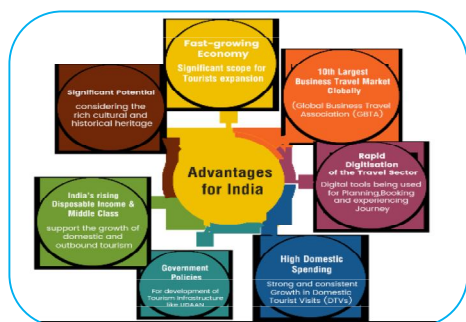 Fast-growing
Economy
Significant scope for
Tourists expansion
10th Largest
Business Travel Market
Globally
(Global Business Travel
Association (GBTA)
Rapid
Digitisation
of the Travel Sector
Digital tools being used
for Planning,Booking
and experiencing
Journey
High Domestic
Spending
Strong and consistent
Growth in Domestic
Tourist Visits (DTVs)
Government
Policies
For development of
Tourism Infrastructure
like UDAAN
India's rising
Disposable Income &
Middle Class
support the growth of
domestic and
outbound tourism
Significant Potential
considering the
rich cultural and
historical heritage
Advantages
for India